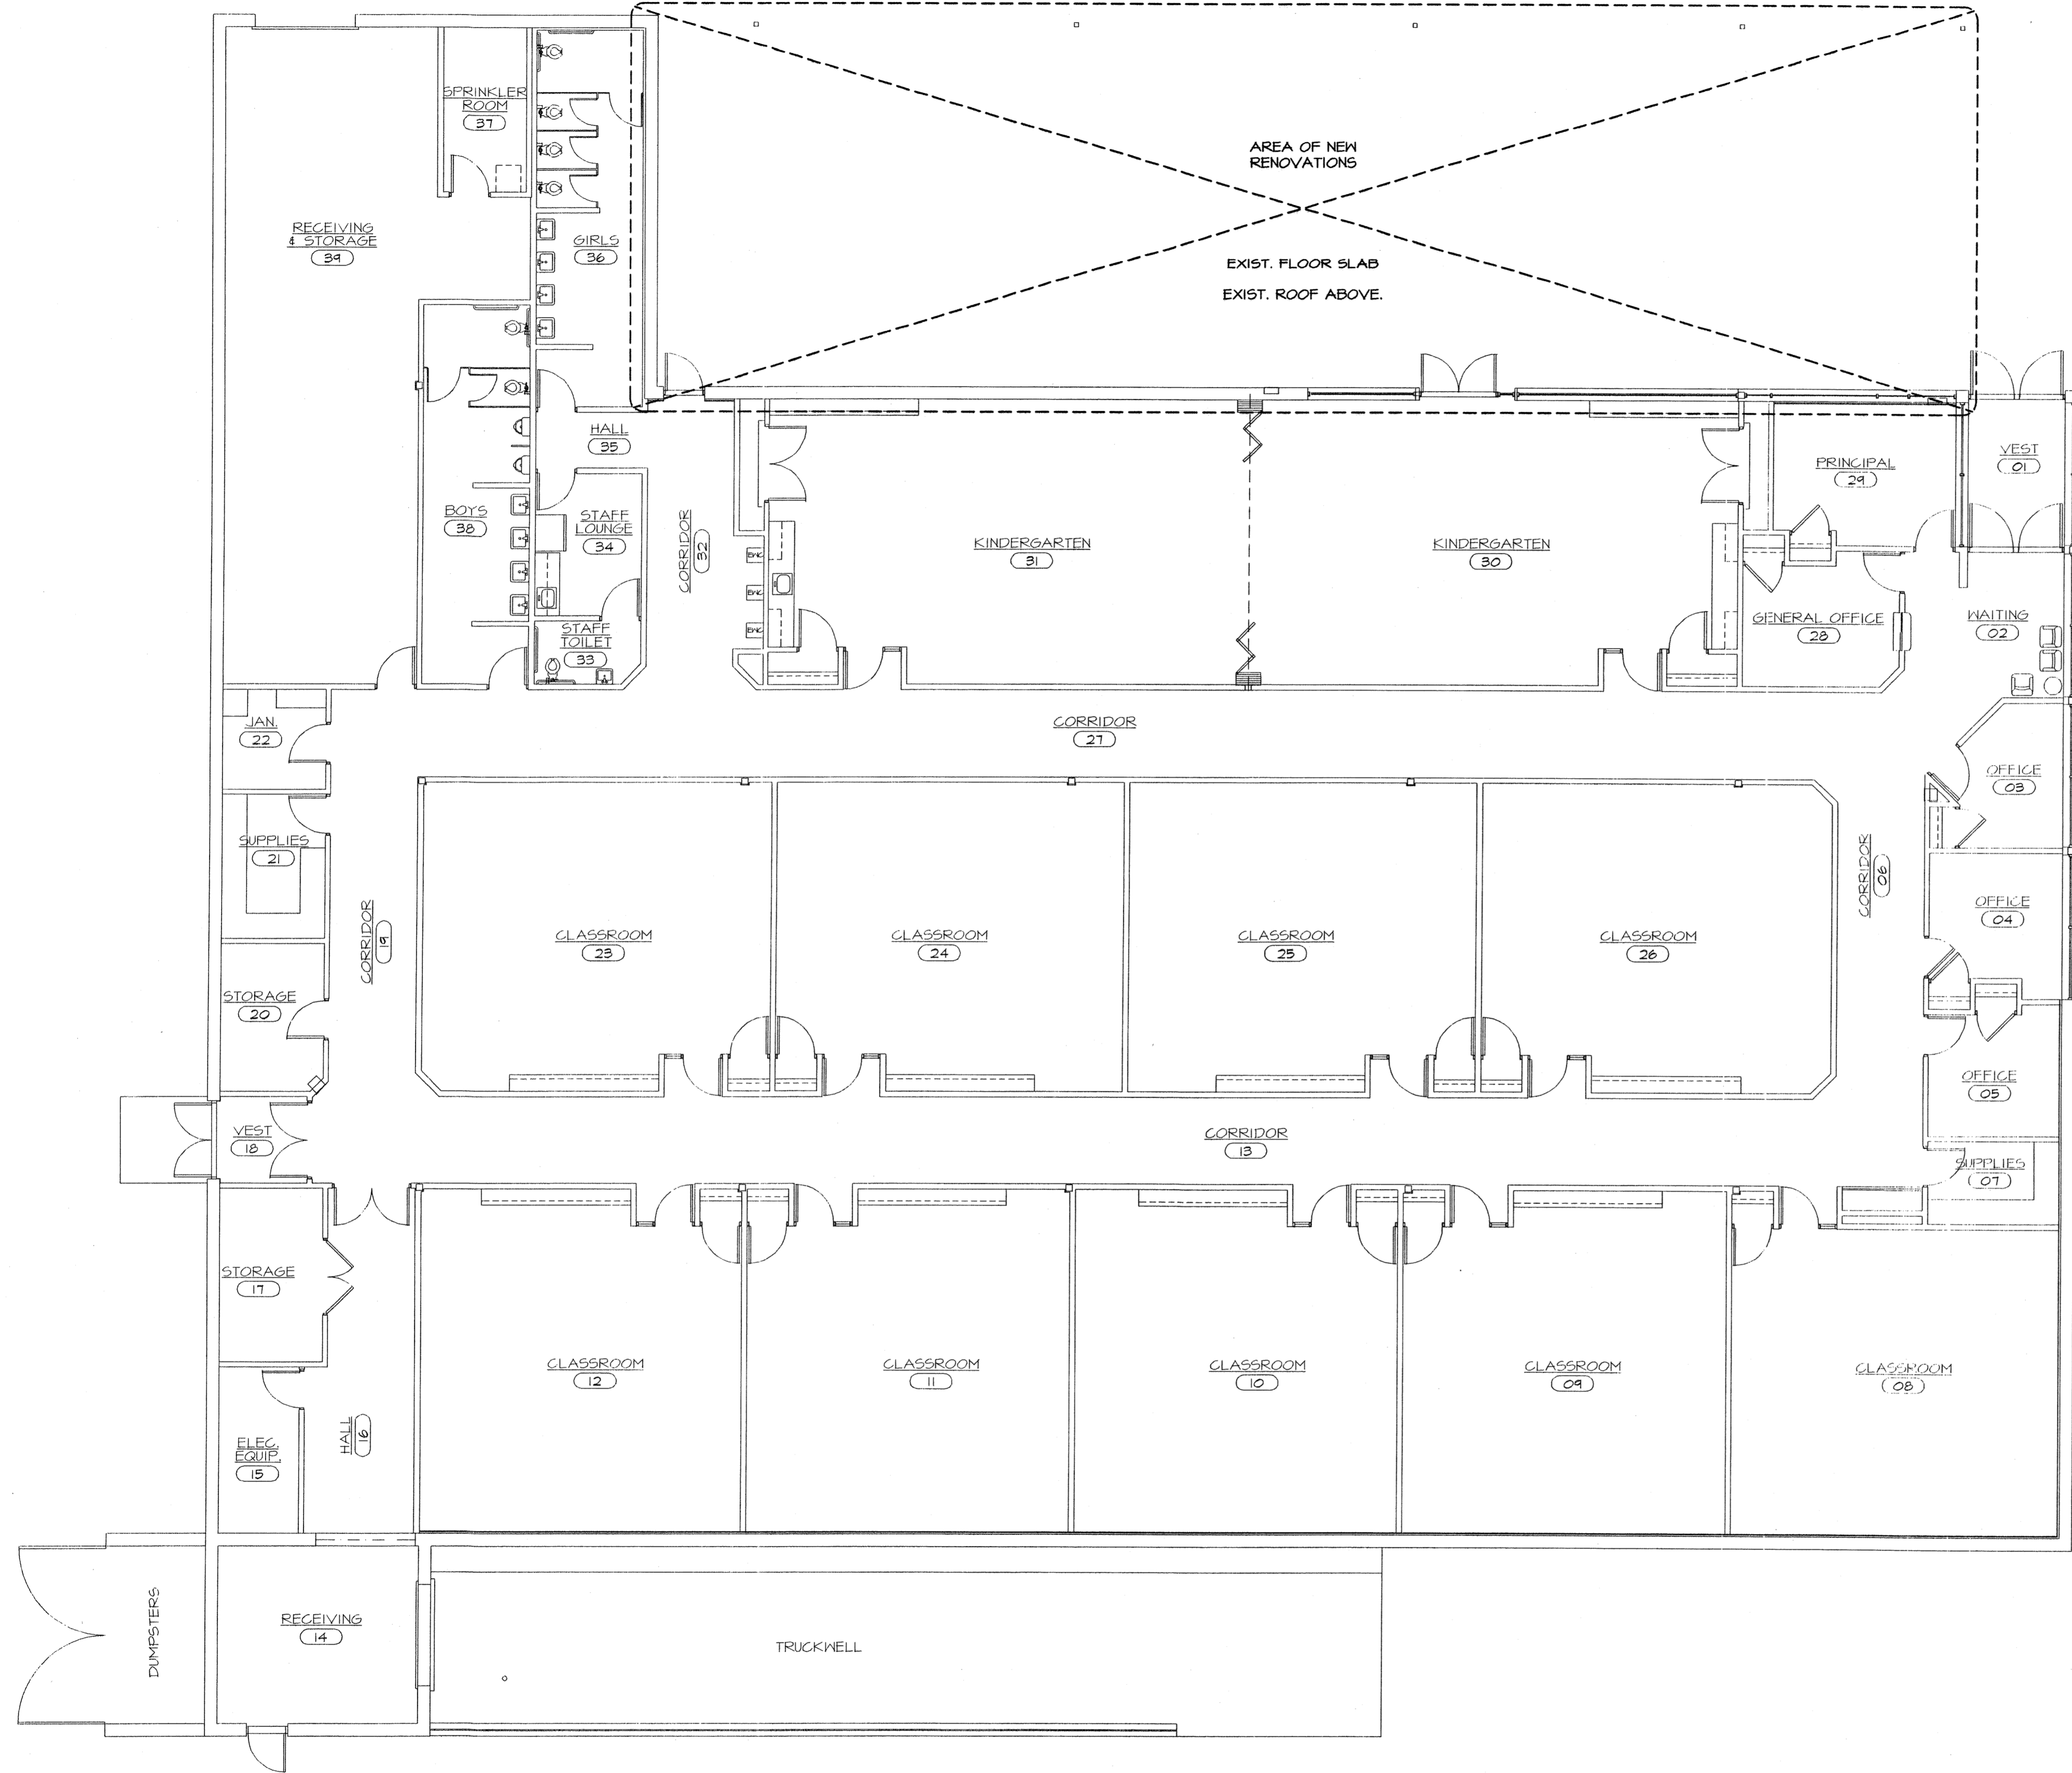 SPRINKLER
ROOM
37
AREA OF NEW
RENOVATIONS
RECEIVING
& STORAGE
39
GIRLS
36
EXIST. FLOOR SLAB
EXIST. ROOF ABOVE.
HALL
35
VEST
01
PRINCIPAL
29
BOYS
38
STAFF
LOUNGE
34
CORRIDOR
32
KINDERGARTEN
31
KINDERGARTEN
30
EWC
EWC
EWC
GENERAL OFFICE
28
WAITING
02
STAFF
TOILET
33
JAN.
22
CORRIDOR
27
OFFICE
03
SUPPLIES
21
CORRIDOR
06
OFFICE
04
CORRIDOR
19
CLASSROOM
23
CLASSROOM
24
CLASSROOM
25
CLASSROOM
26
STORAGE
20
OFFICE
05
VEST
18
CORRIDOR
13
SUPPLIES
07
STORAGE
17
CLASSROOM
12
CLASSROOM
11
CLASSROOM
10
CLASSROOM
09
CLASSROOM
08
HALL
16
ELEC.
EQUIP.
15
DUMPSTERS
RECEIVING
14
TRUCKWELL